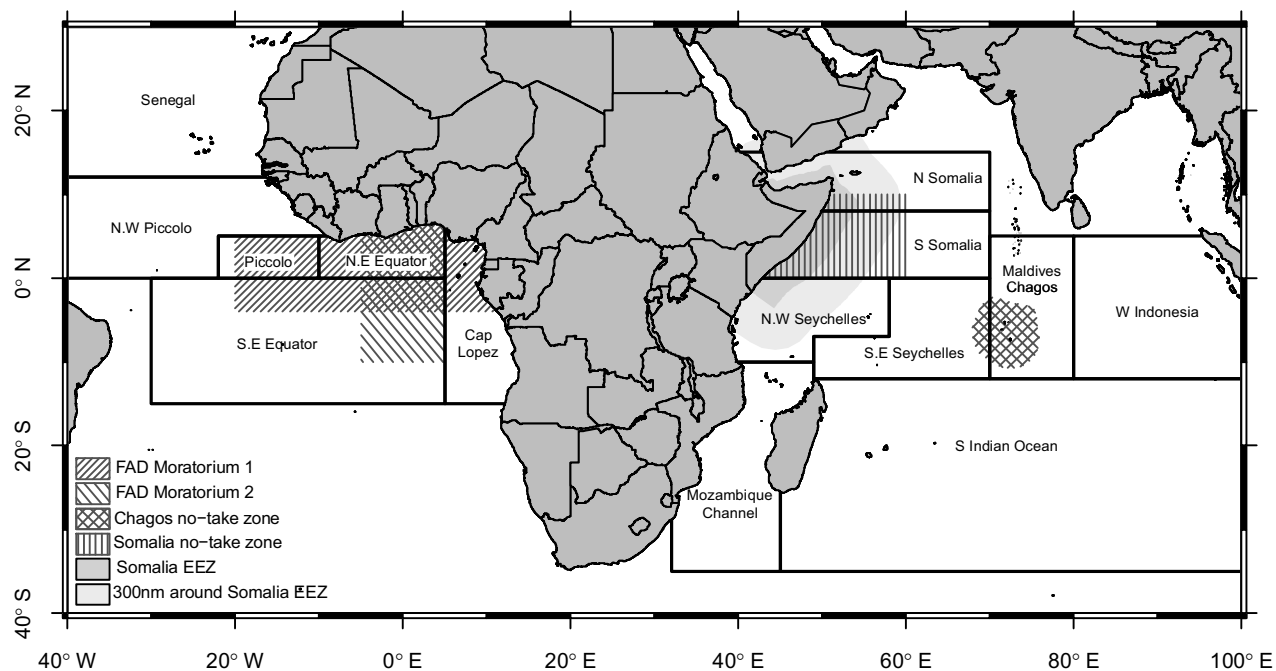 Senegal
N.W Piccolo
Piccolo
N.E Equator
S.E Equator
Cap
Lopez
N Somalia
S Somalia
N.W Seychelles
S.E Seychelles
Maldives
Chagos
W Indonesia
S Indian Ocean
Mozambique
Channel
FAD Moratorium 1
FAD Moratorium 2
Chagos no−take zone
Somalia no−take zone
Somalia EEZ
300nm around Somalia EEZ
20° N
0° N
20° S
40° S
40° W
20° W
0° E
20° E
40° E
60° E
80° E
100° E